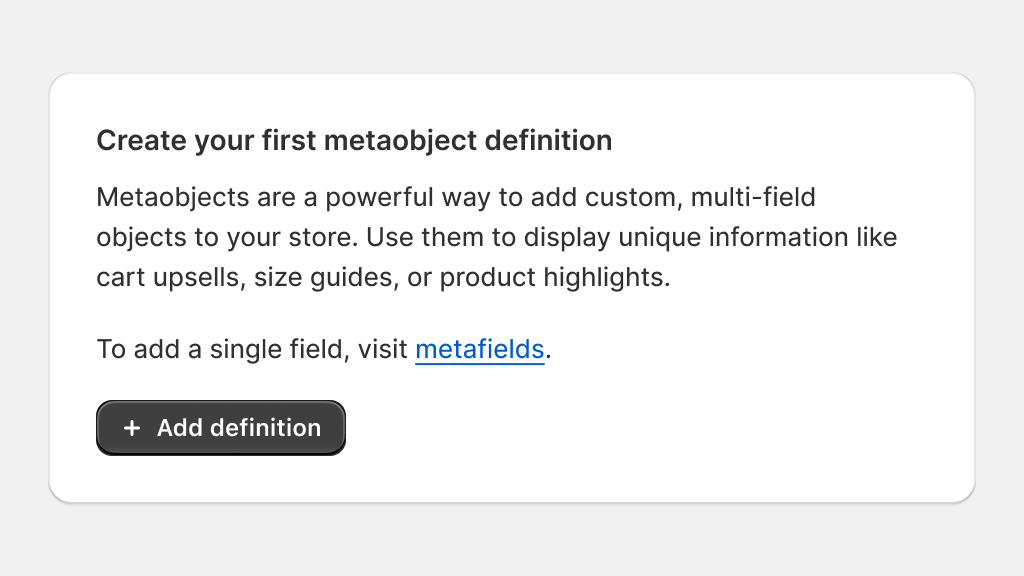 Create your first metaobject definition
Metaobjects are a powerful way to add custom, multi-field
objects to your store. Use them to display unique information like
cart upsells, size guides, or product highlights.
To add a single field, visit metafields.
+ Add definition